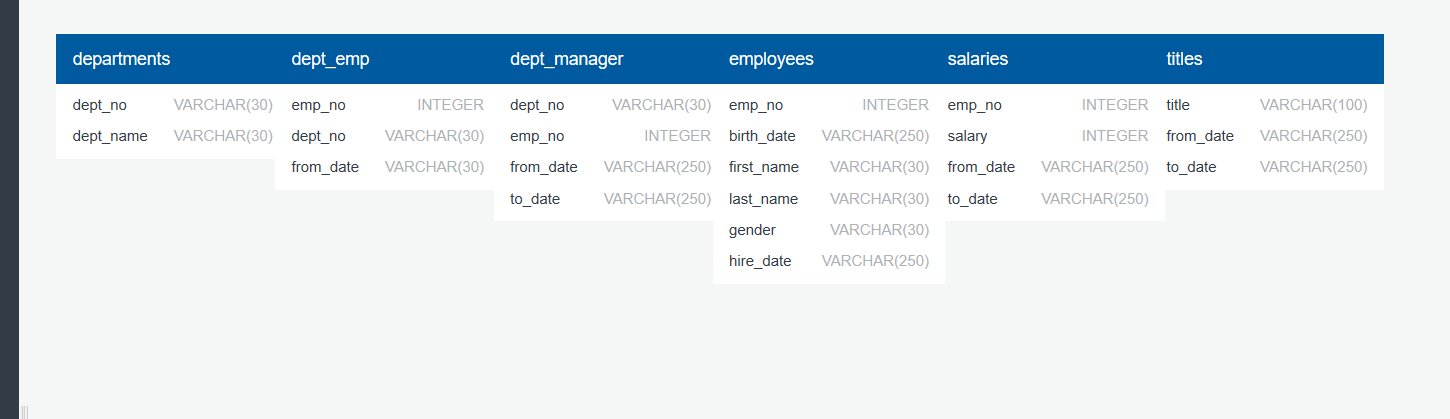 departments
dept_no VARCHAR(30)
dept_name VARCHAR(30)
dept_emp
emp_no INTEGER
dept_no VARCHAR(30)
from_date VARCHAR(30)
dept_manager
dept_no VARCHAR(30)
emp_no INTEGER
from_date VARCHAR(250)
to_date VARCHAR(250)
employees
emp_no INTEGER
birth_date VARCHAR(250)
first_name VARCHAR(30)
last_name VARCHAR(30)
gender VARCHAR(30)
hire_date VARCHAR(250)
salaries
emp_no INTEGER
salary INTEGER
from_date VARCHAR(250)
to_date VARCHAR(250)
titles
title VARCHAR(100)
from_date VARCHAR(250)
to_date VARCHAR(250)